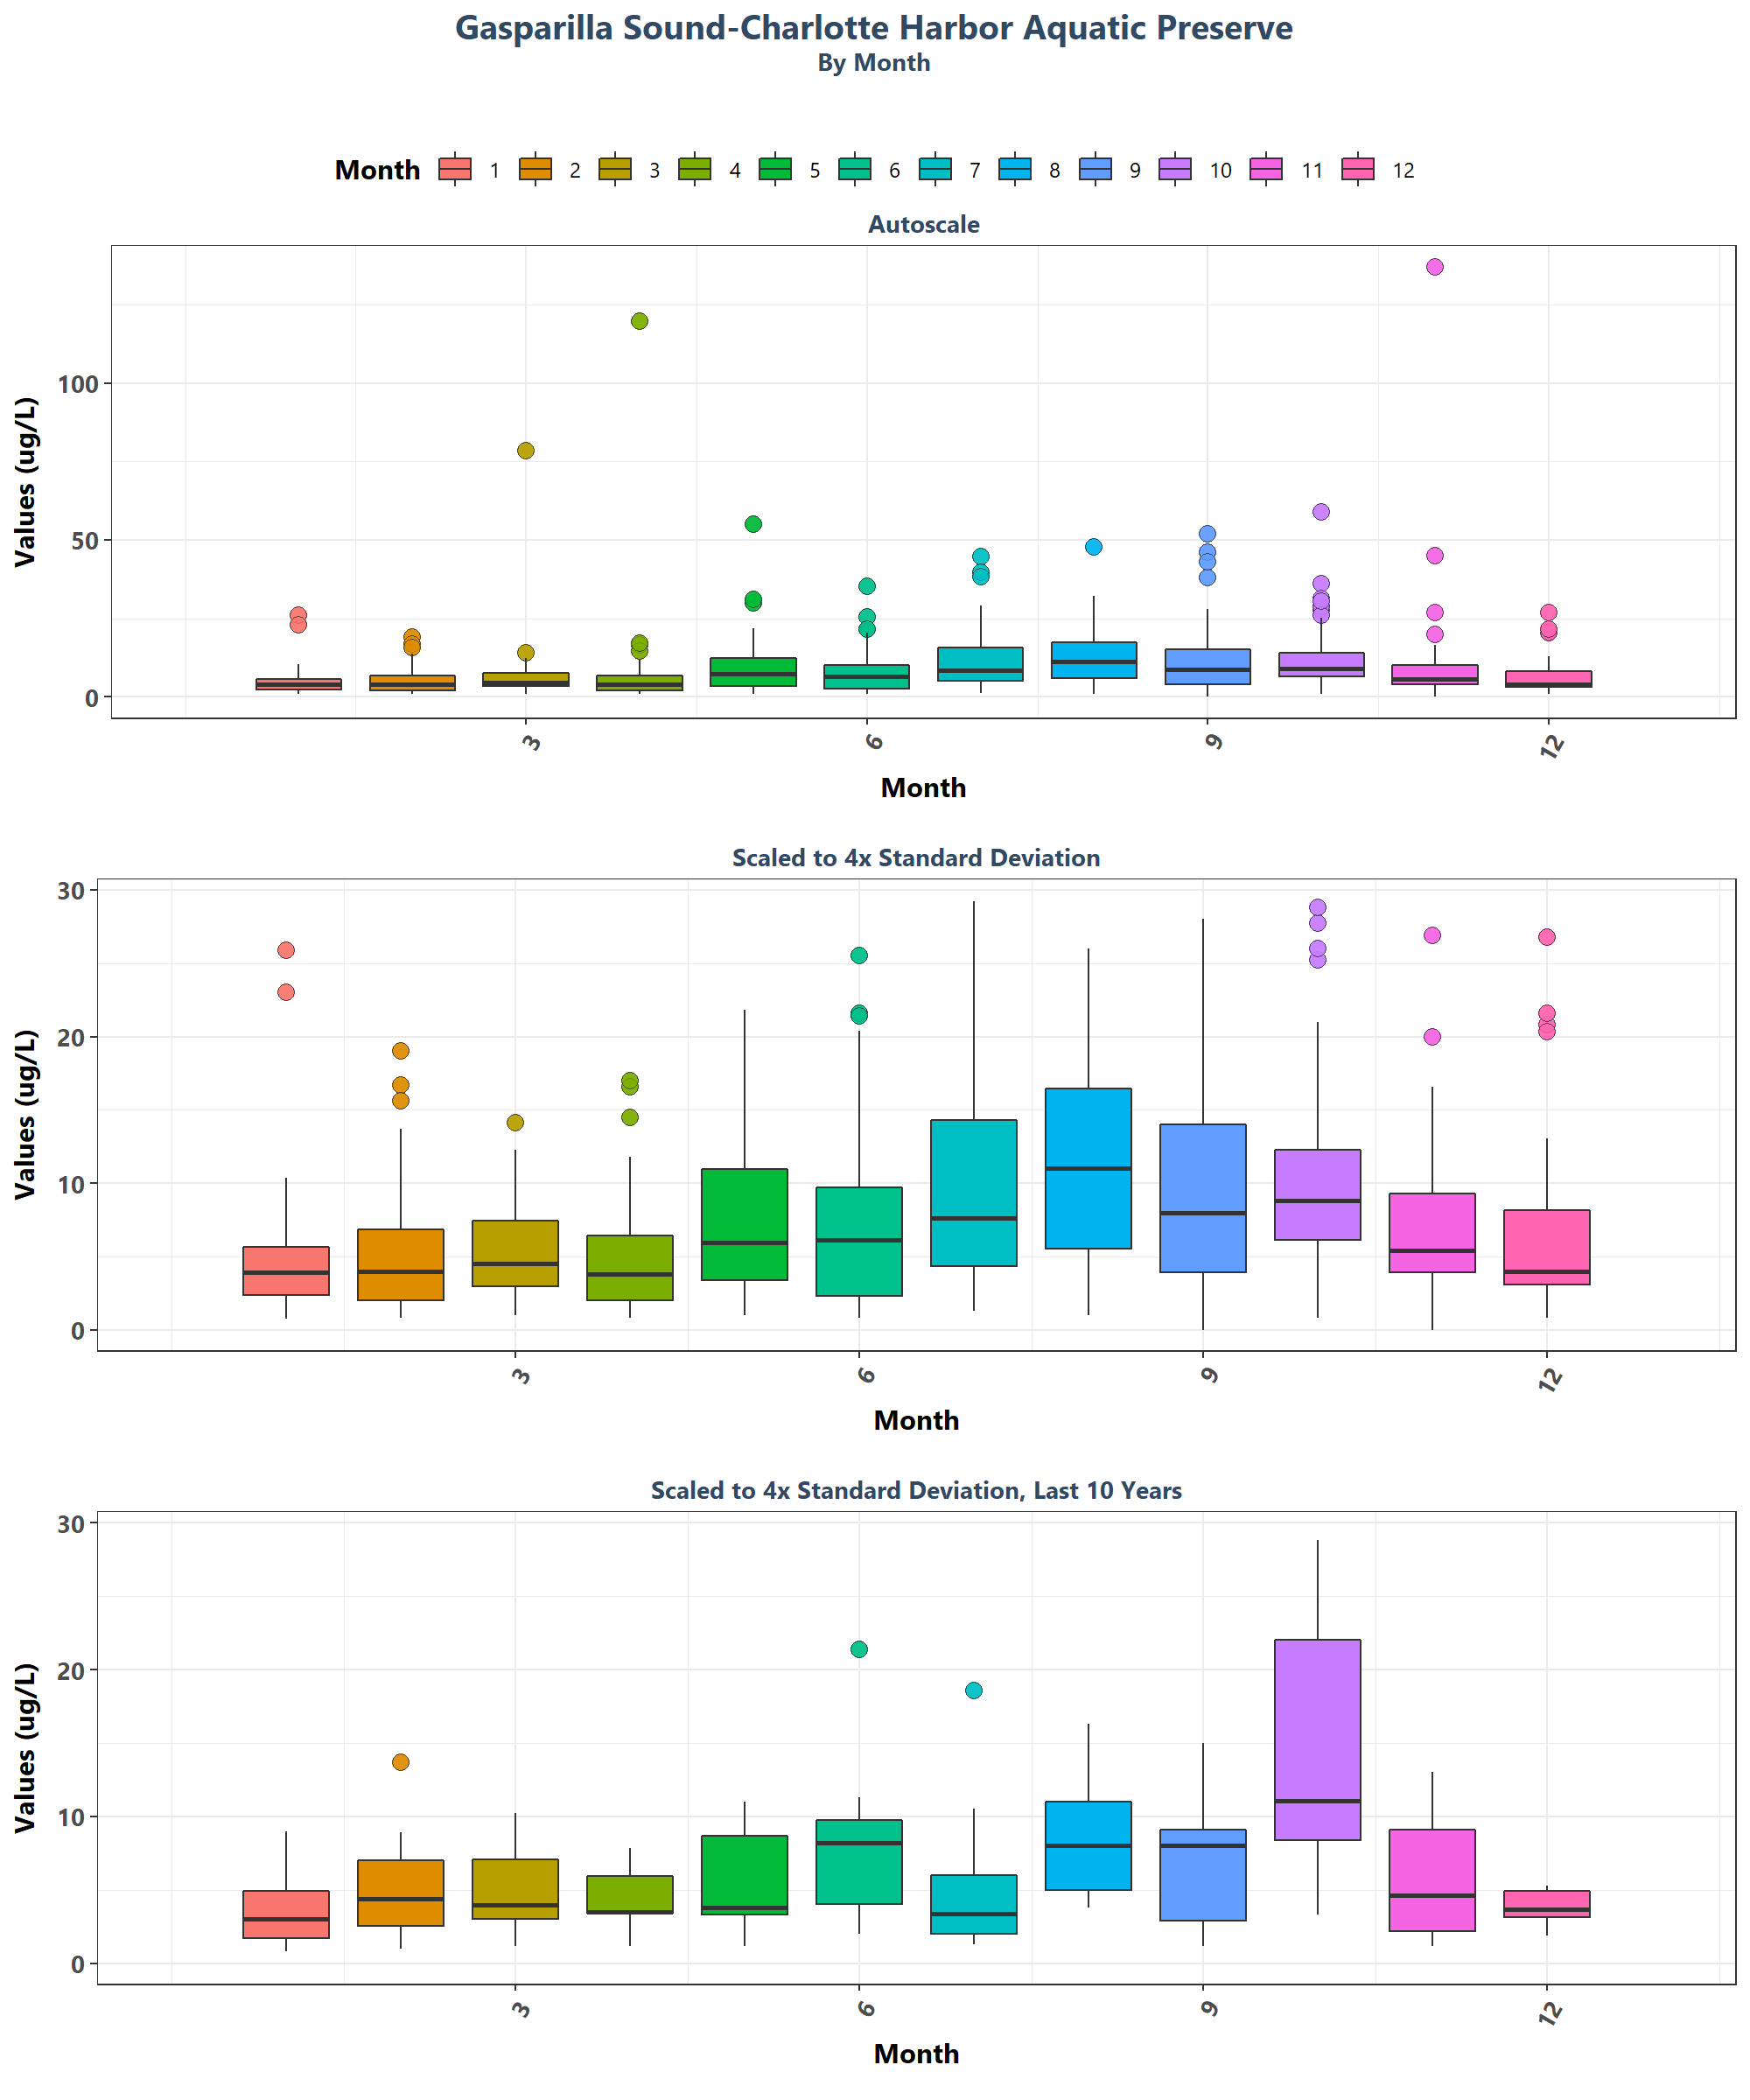 Gasparilla Sound-Charlotte Harbor Aquatic Preserve
By Month
Month 1 2 3 4 5 6 7 8 9 10 11 12
Autoscale
Values (ug/L)
100
50
0
3 6 9 12
Month
Scaled to 4x Standard Deviation
Values (ug/L)
30
20
10
0
3 6 9 12
Month
Scaled to 4x Standard Deviation, Last 10 Years
Values (ug/L)
30
20
10
0
3 6 9 12
Month